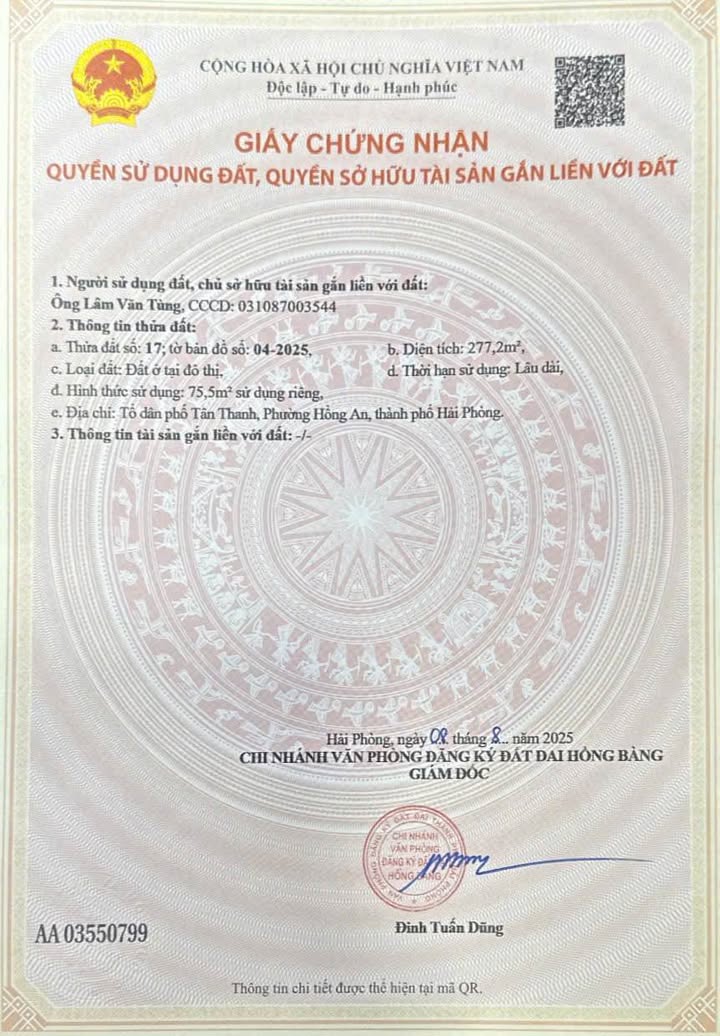 CỘNG HÒA XÃ HỘI CHỦ NGHĨA VIỆT NAM
Độc lập - Tự do - Hạnh phúc
GIẤY CHỨNG NHẬN
QUYỀN SỬ DỤNG ĐẤT, QUYỀN SỞ HỮU TÀI SẢN GẮN LIỀN VỚI ĐẤT
1. Người sử dụng đất, chủ sở hữu tài sản gắn liền với đất:
Ông Lâm Văn Tùng, CCCD: 031087003544
2. Thông tin thửa đất:
a. Thửa đất số: 17; tờ bản đồ số: 04-2025, b. Diện tích: 277,2m²,
c. Loại đất: Đất ở tại đô thị, d. Thời hạn sử dụng: Lâu dài,
đ. Hình thức sử dụng: 75,5m² sử dụng riêng,
e. Địa chỉ: Tổ dân phố Tân Thanh, Phường Hồng An, thành phố Hải Phòng.
3. Thông tin tài sản gắn liền với đất: -/-
Hải Phòng, ngày 08 tháng 8... năm 2025
CHI NHÁNH VĂN PHÒNG ĐĂNG KÝ ĐẤT ĐAI HỒNG BÀNG
GIÁM ĐỐC
CHI NHÁNH
VĂN PHÒNG
ĐĂNG KÝ
HỒNG BÀNG
Đinh Tuấn Dũng
AA 03550799
Thông tin chi tiết được thể hiện tại mã QR.